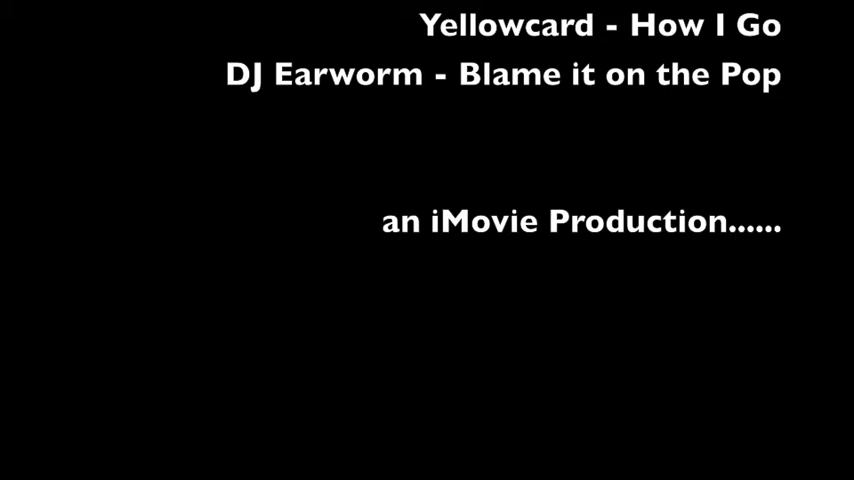 Yellowcard - How I Go
DJ Earworm - Blame it on the Pop
an iMovie Production......